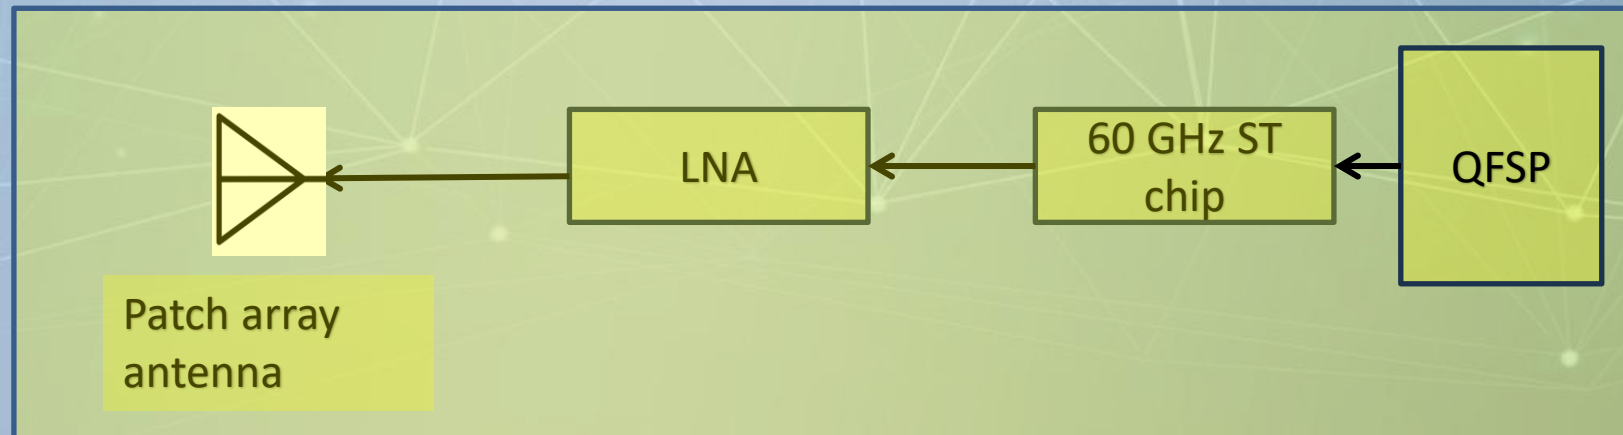 LNA
60 GHz ST
chip
QFSP
Patch array
antenna